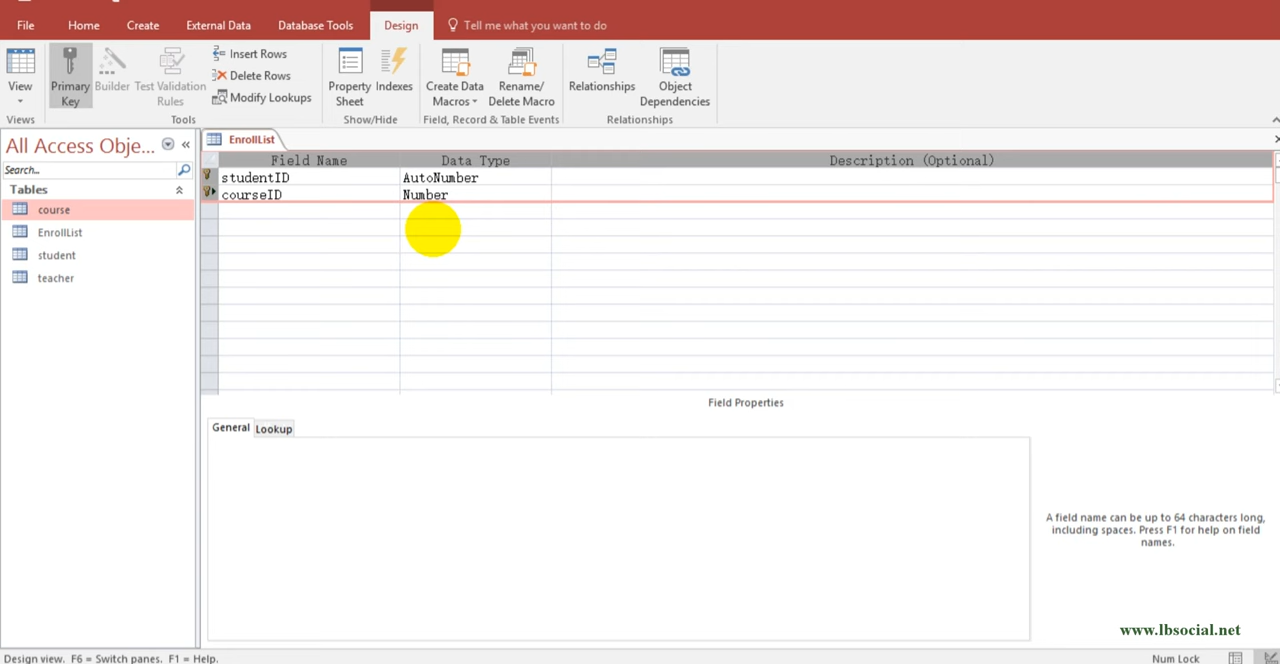 File Home Create External Data Database Tools Design Tell me what you want to do
View
Primary Key
Builder
Test Validation Rules
Insert Rows
Delete Rows
Modify Lookups
Property Sheet
Indexes
Create Data Macros
Rename/ Delete Macro
Relationships
Object Dependencies
Views Tools Show/Hide Field, Record & Table Events Relationships
All Access Obje...
Search...
Tables
course
EnrollList
student
teacher
EnrollList
Field Name Data Type Description (Optional)
studentID AutoNumber
courseID Number
Field Properties
General Lookup
A field name can be up to 64 characters long,
including spaces. Press F1 for help on field
names.
www.lbsocial.net
Design view. F6 = Switch panes. F1 = Help. Num Lock